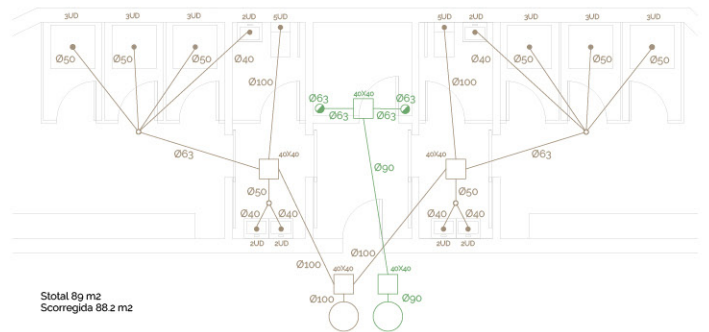 3UD 3UD 3UD 2UD 5UD 5UD 2UD 3UD 3UD 3UD
Ø50 Ø50 Ø50 Ø40 Ø40 Ø50 Ø50 Ø50
Ø100 Ø100
40X40
Ø63 Ø63
Ø63 Ø63
Ø63 40X40 40X40 Ø63
Ø90
Ø50 Ø50
Ø40 Ø40 Ø40 Ø40
2UD 2UD 2UD 2UD
Ø100
Ø100 40X40 40X40
Ø100 Ø90
Stotal 89 m2
Scorregida 88.2 m2